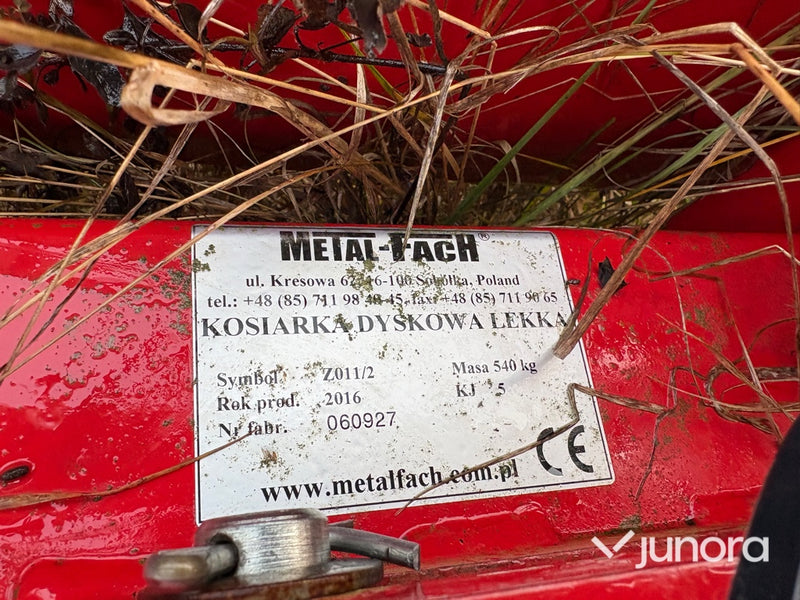 METAL-FACH®
ul. Kresowa 62, 16-100 Sokółka, Poland
tel.: +48 (85) 711 98 40-45, fax: +48 (85) 711 90 65
KOSIARKA DYSKOWA LEKKA
Symbol. Z011/2 Masa 540 kg
Rok prod. 2016 KJ 5
Nr fabr. 060927
www.metalfach.com.pl CE
junora